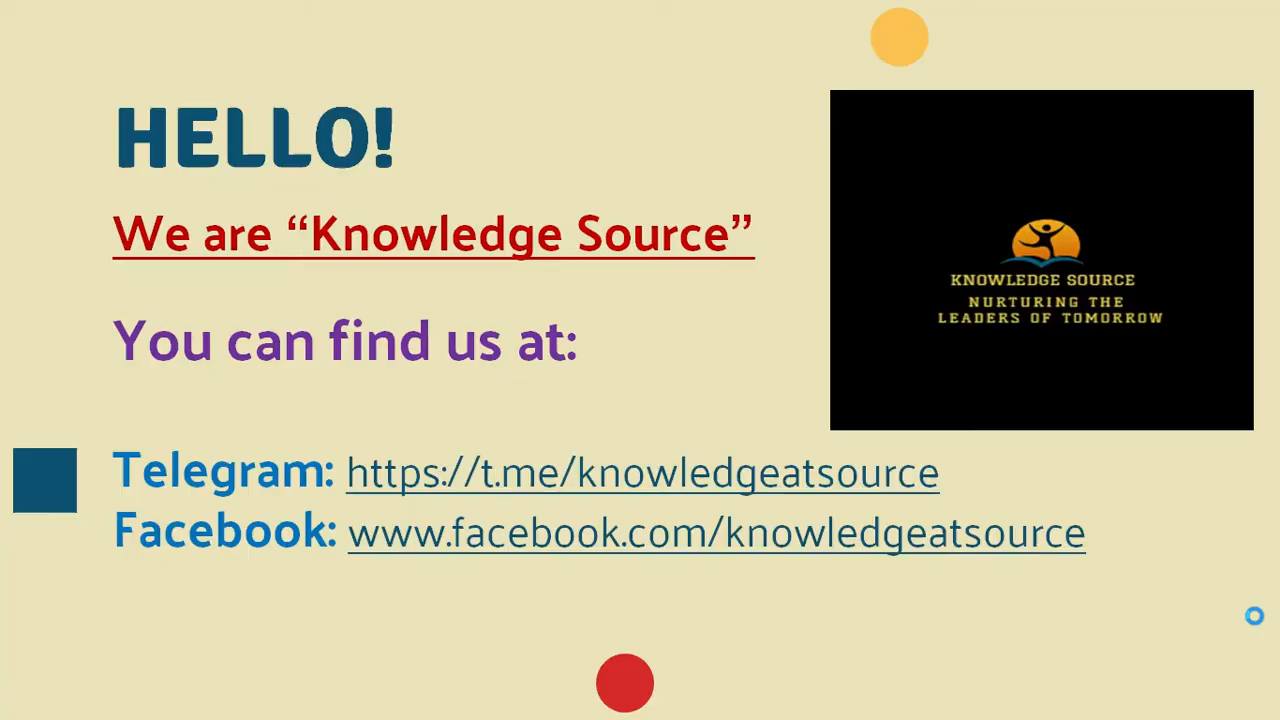 HELLO!
We are “Knowledge Source”
You can find us at:
Telegram: https://t.me/knowledgeatsource
Facebook: www.facebook.com/knowledgeatsource
KNOWLEDGE SOURCE
NURTURING THE
LEADERS OF TOMORROW